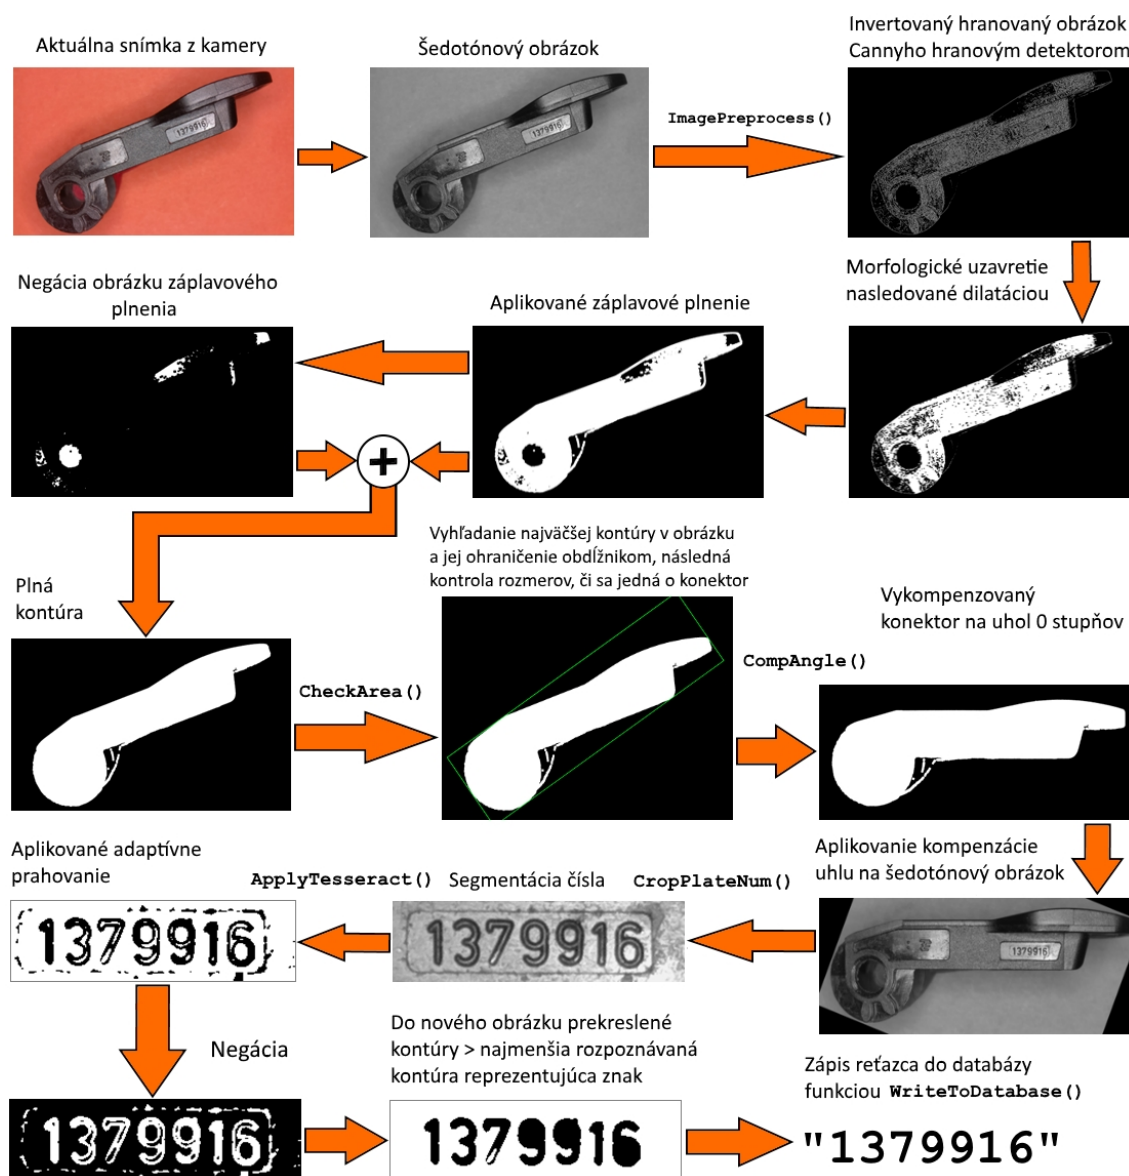 Aktuálna snímka z kamery
Šedotónový obrázok
Invertovaný hranovaný obrázok
Cannyho hranovým detektorom
1379916
1379916
ImagePreprocess()
Morfologické uzavretie
nasledované dilatáciou
Aplikované záplavové plnenie
Negácia obrázku záplavového
plnenia
+
Plná
kontúra
CheckArea()
Vyhľadanie najväčšej kontúry v obrázku
a jej ohraničenie obdĺžnikom, následná
kontrola rozmerov, či sa jedná o konektor
CompAngle()
Vykompenzovaný
konektor na uhol 0 stupňov
Aplikovanie kompenzácie
uhlu na šedotónový obrázok
1379916
CropPlateNum()
Segmentácia čísla
1379916
ApplyTesseract()
Aplikované adaptívne
prahovanie
1379916
Negácia
1379916
Do nového obrázku prekreslené
kontúry > najmenšia rozpoznávaná
kontúra reprezentujúca znak
1379916
Zápis reťazca do databázy
funkciou WriteToDatabase()
"1379916"